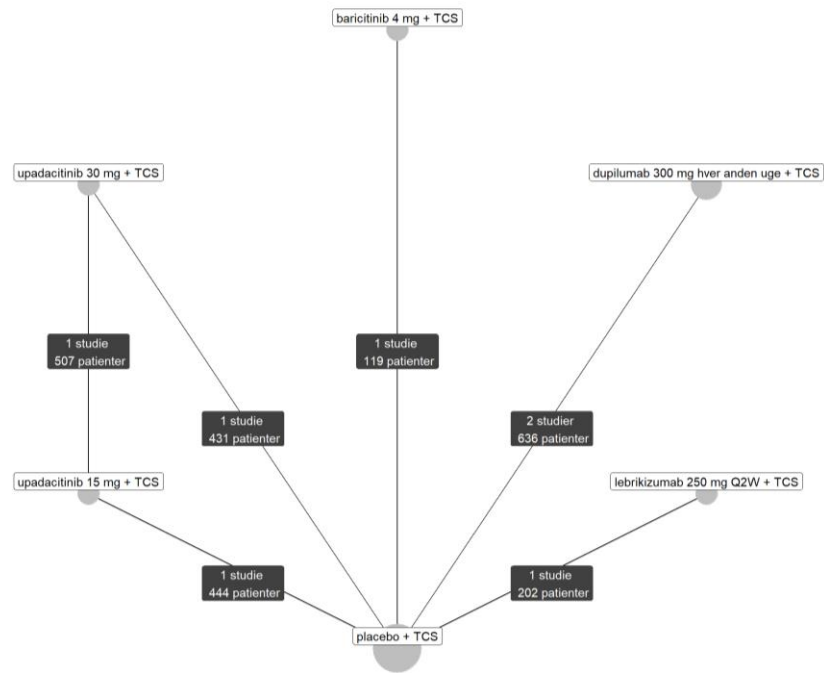 baricitinib 4 mg + TCS
upadacitinib 30 mg + TCS
dupilumab 300 mg hver anden uge + TCS
1 studie
507 patienter
1 studie
119 patienter
1 studie
431 patienter
2 studier
636 patienter
upadacitinib 15 mg + TCS
lebrikizumab 250 mg Q2W + TCS
1 studie
444 patienter
1 studie
202 patienter
placebo + TCS